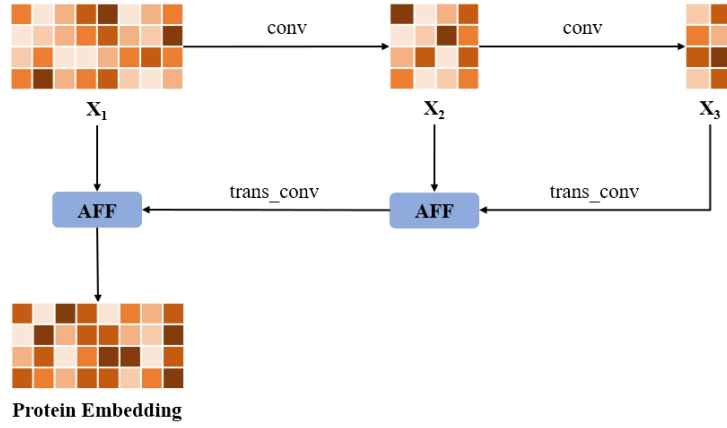 conv
conv
X₁
X₂
X₃
trans_conv
trans_conv
AFF
AFF
Protein Embedding